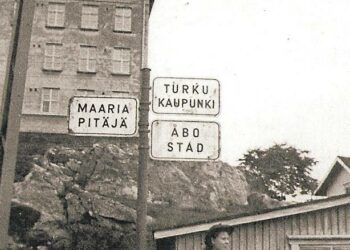 MAARIA
PITÄJÄ
TURKU
KAUPUNKI
ÅBO
STAD